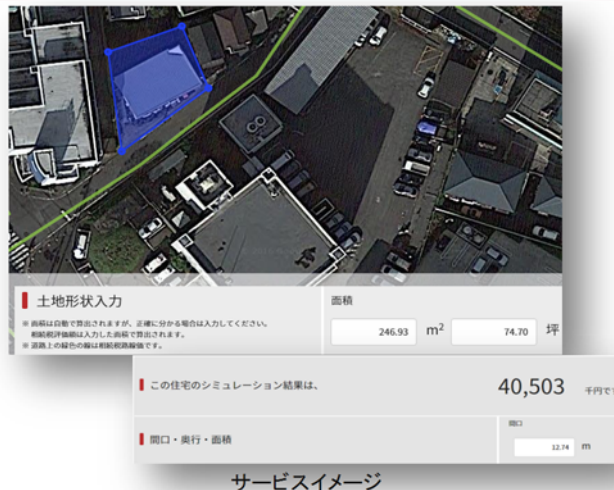 土地形状入力
※ 面積は自動で算出されますが、正確に分かる場合は入力してください。
相続税評価額は入力した面積で算出されます。
※ 道路上の緑色の線は相続税路線価です。
面積
246.93 m² 74.70 坪
この住宅のシミュレーション結果は、 40,503 千円です
間口・奥行・面積
間口
12.74 m
サービスイメージ